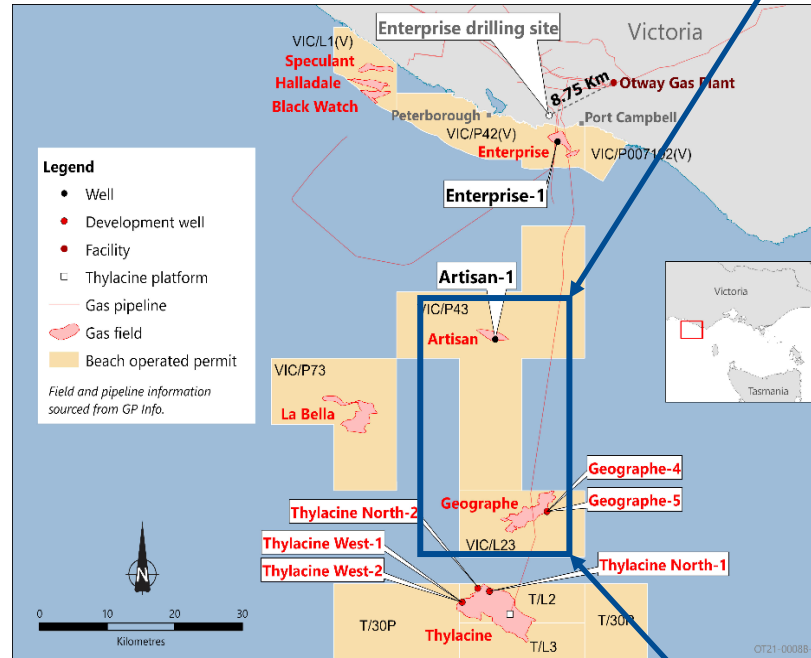 Enterprise drilling site
Victoria
VIC/L1(V)
Speculant
Halladale
Black Watch
8.75 Km
Otway Gas Plant
Peterborough
Port Campbell
VIC/P42(V)
Enterprise
VIC/P007192(V)
Enterprise-1
Legend
Well
Development well
Facility
Thylacine platform
Gas pipeline
Gas field
Beach operated permit
Field and pipeline information
sourced from GP Info.
Artisan-1
VIC/P43
Artisan
Victoria
Tasmania
VIC/P73
La Bella
Geographe-4
Geographe
Geographe-5
Thylacine North-2
VIC/L23
Thylacine West-1
Thylacine North-1
Thylacine West-2
N
T/L2
T/30P
T/30P
Thylacine
T/L3
0 10 20 30
Kilometres
OT21-0008B